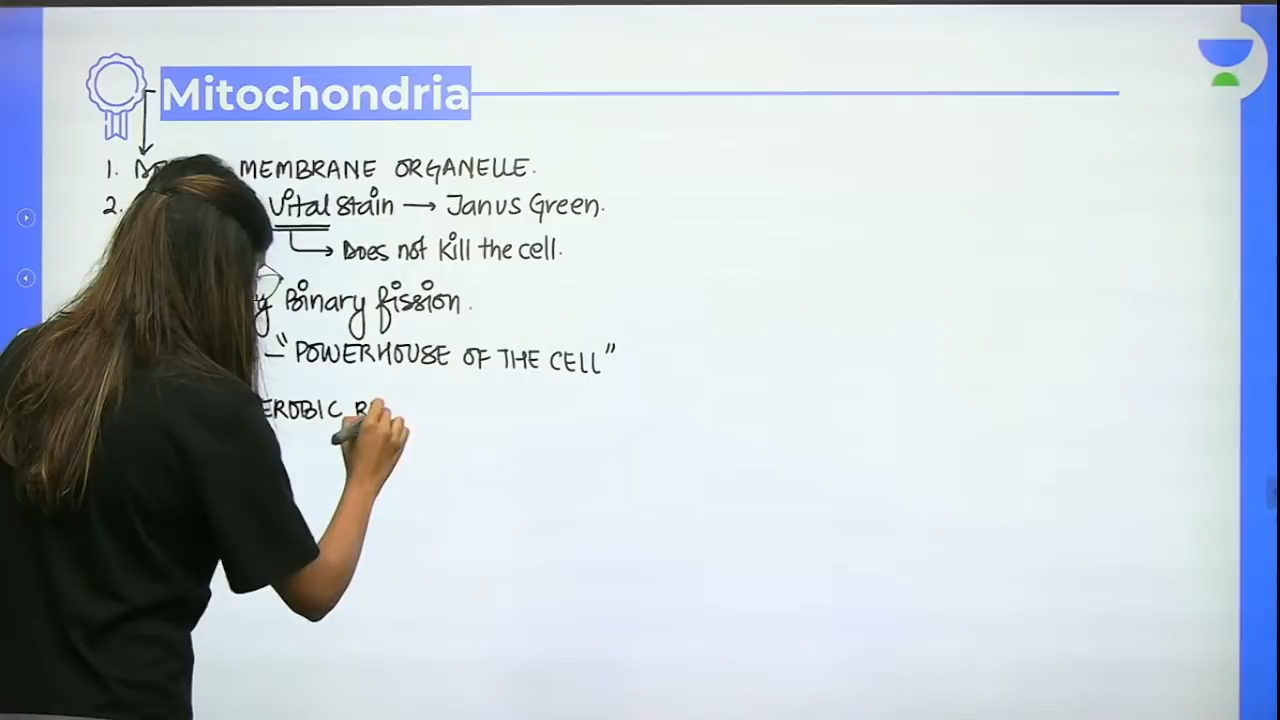 Mitochondria
1. MEMBRANE ORGANELLE.
2. Vital Stain → Janus Green.
→ Does not Kill the cell.
Binary fission.
– "POWERHOUSE OF THE CELL"